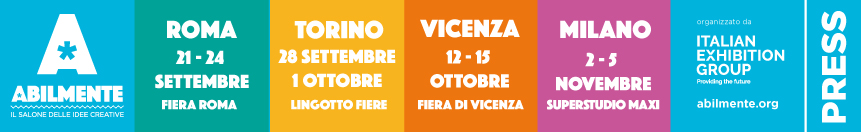 A*
ABILMENTE
IL SALONE DELLE IDEE CREATIVE
ROMA
21 - 24
SETTEMBRE
FIERA ROMA
TORINO
28 SETTEMBRE
1 OTTOBRE
LINGOTTO FIERE
VICENZA
12 - 15
OTTOBRE
FIERA DI VICENZA
MILANO
2 - 5
NOVEMBRE
SUPERSTUDIO MAXI
organizzato da
ITALIAN
EXHIBITION
GROUP
Providing the future
abilmente.org
PRESS